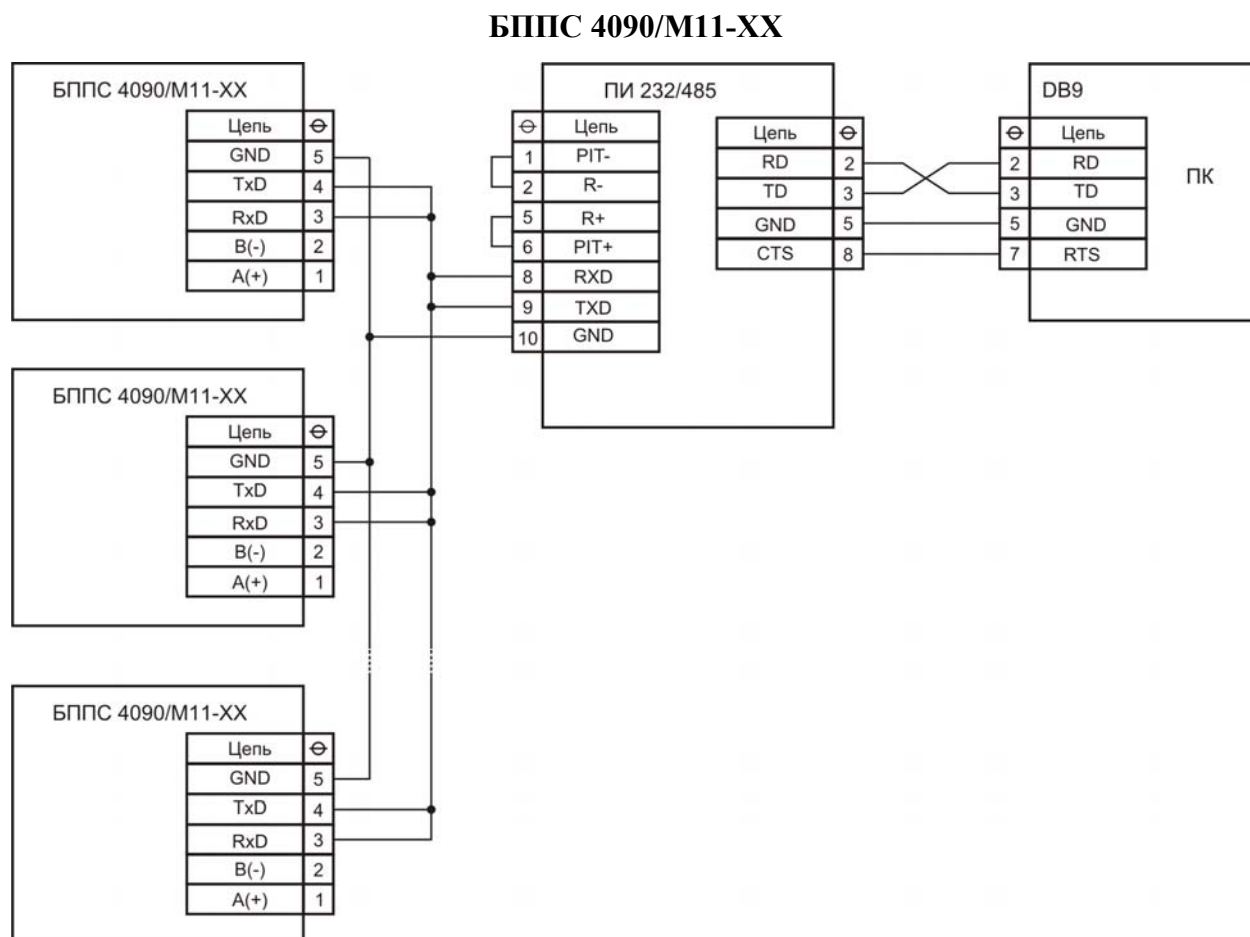 БППС 4090/М11-ХХ
БППС 4090/М11-ХХ
Цепь
GND 5
TxD 4
RxD 3
B(-) 2
A(+) 1
ПИ 232/485
Цепь
1 PIT-
2 R-
5 R+
6 PIT+
8 RXD
9 TXD
10 GND
Цепь
RD 2
TD 3
GND 5
CTS 8
DB9
Цепь
2 RD
3 TD
5 GND
7 RTS
ПК
БППС 4090/М11-ХХ
Цепь
GND 5
TxD 4
RxD 3
B(-) 2
A(+) 1
БППС 4090/М11-ХХ
Цепь
GND 5
TxD 4
RxD 3
B(-) 2
A(+) 1